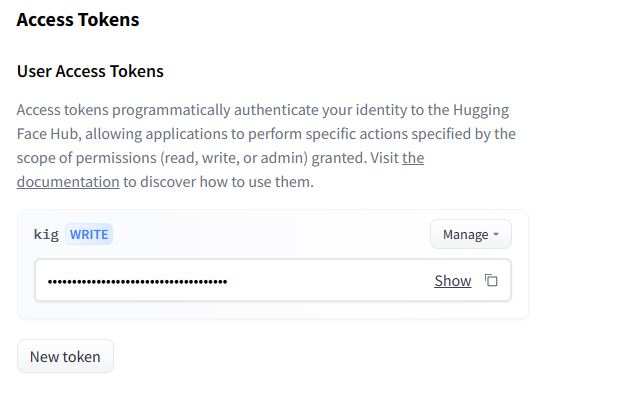 Access Tokens
User Access Tokens
Access tokens programmatically authenticate your identity to the Hugging
Face Hub, allowing applications to perform specific actions specified by the
scope of permissions (read, write, or admin) granted. Visit the
documentation to discover how to use them.
kig WRITE Manage
•••••••••••••••••••••••••••••••••••••• Show
New token